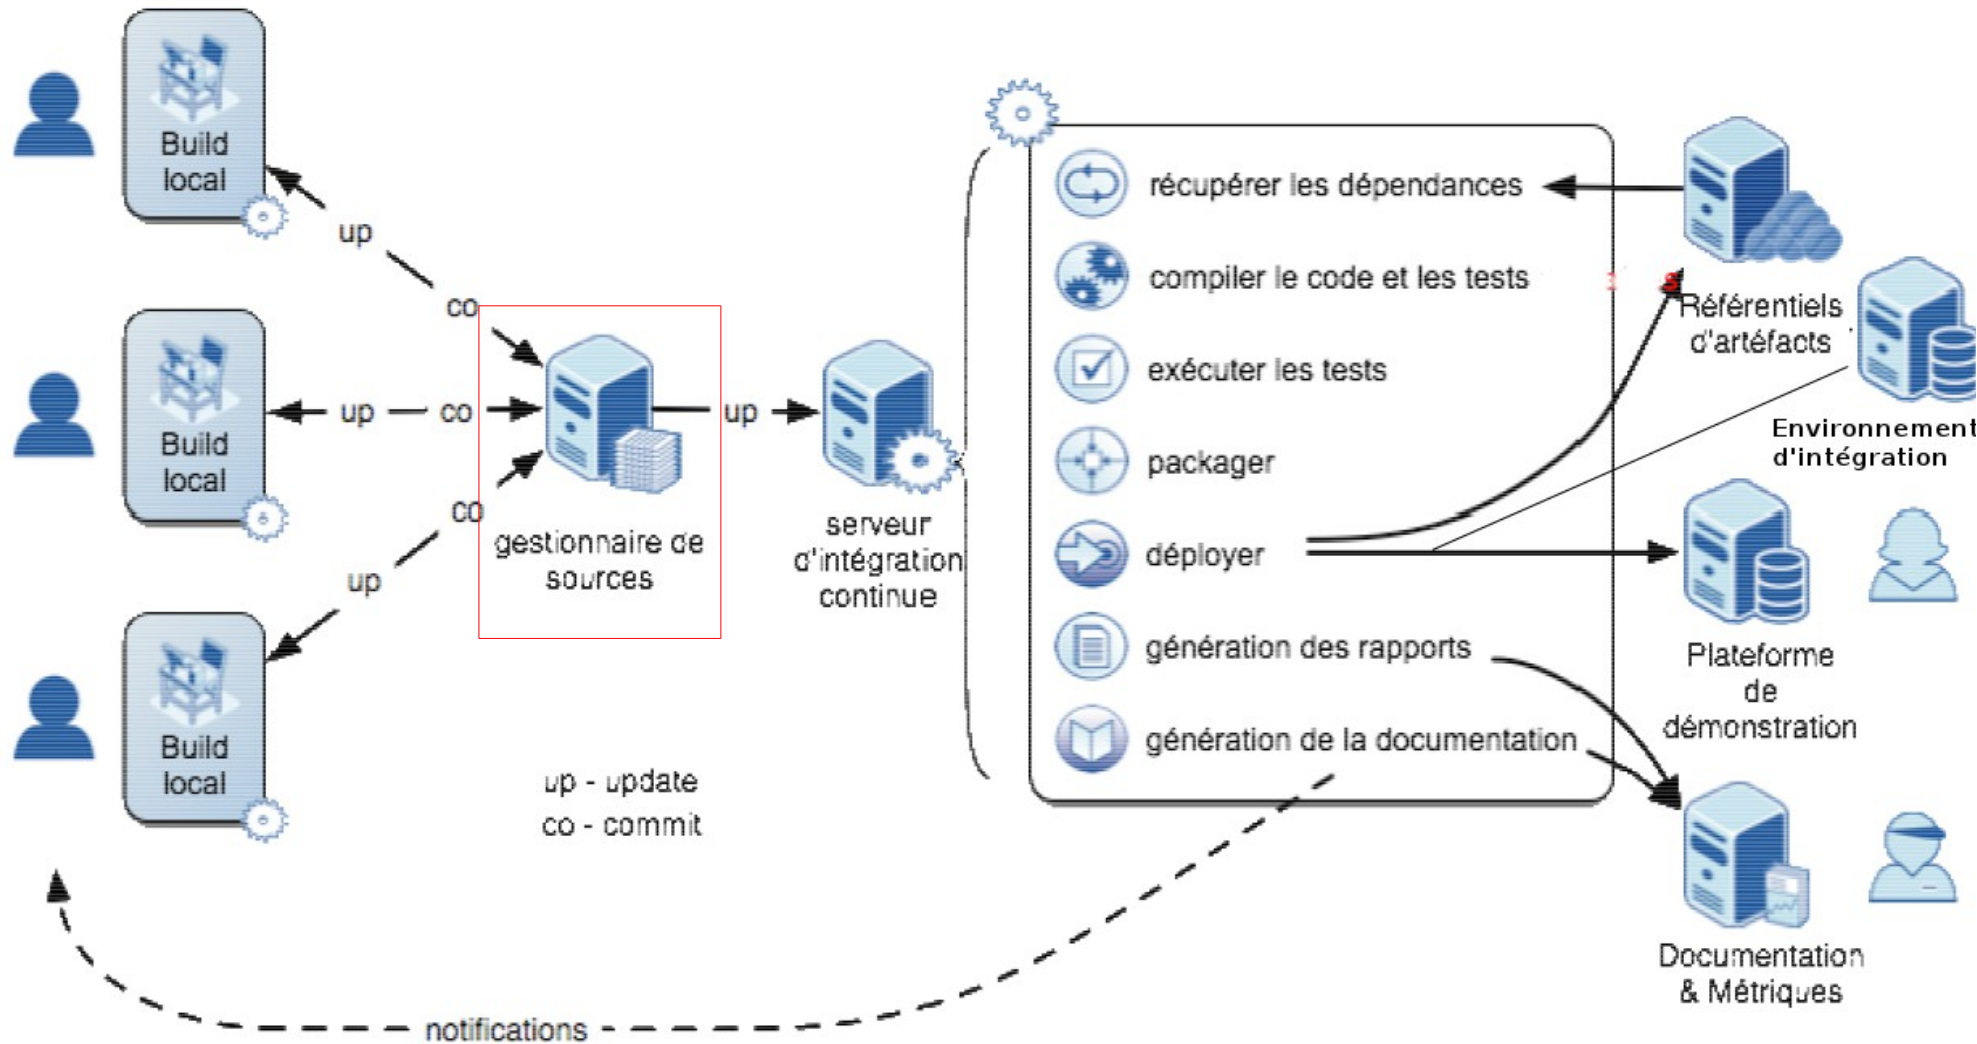 Build
local
up
co
Build
local
up
co
up
co
up
Build
local
gestionnaire de
sources
serveur
d'intégration
continue
up - update
co - commit
récupérer les dépendances
compiler le code et les tests
exécuter les tests
packager
déployer
génération des rapports
génération de la documentation
s
Référentiels
d'artéfacts
Environnement
d'intégration
Plateforme
de
démonstration
Documentation
& Métriques
notifications